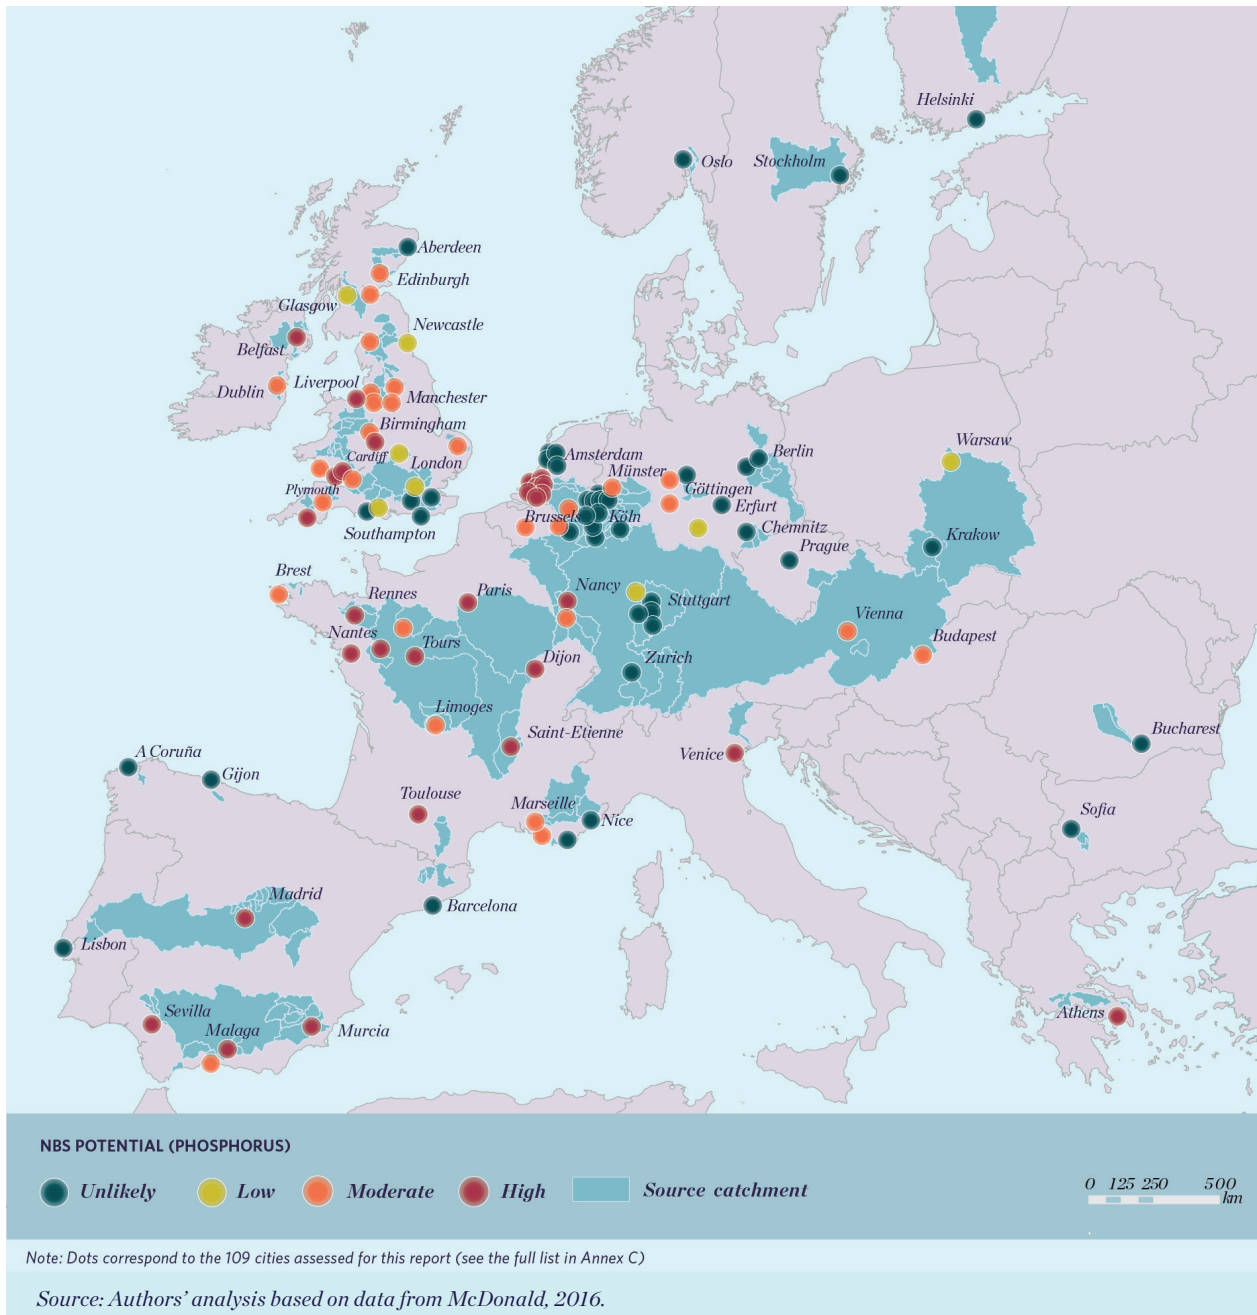 Helsinki
Oslo
Stockholm
Aberdeen
Edinburgh
Glasgow
Newcastle
Belfast
Dublin
Liverpool
Manchester
Birmingham
Cardiff
London
Plymouth
Southampton
Amsterdam
Münster
Berlin
Göttingen
Erfurt
Brussels
Köln
Chemnitz
Prague
Warsaw
Krakow
Brest
Rennes
Paris
Nancy
Stuttgart
Nantes
Tours
Dijon
Zurich
Vienna
Budapest
Limoges
Saint-Etienne
Venice
Bucharest
A Coruña
Gijon
Toulouse
Marseille
Nice
Sofia
Madrid
Barcelona
Lisbon
Sevilla
Malaga
Murcia
Athens
NBS POTENTIAL (PHOSPHORUS)
Unlikely
Low
Moderate
High
Source catchment
0 125 250 500
km
Note: Dots correspond to the 109 cities assessed for this report (see the full list in Annex C)
Source: Authors’ analysis based on data from McDonald, 2016.